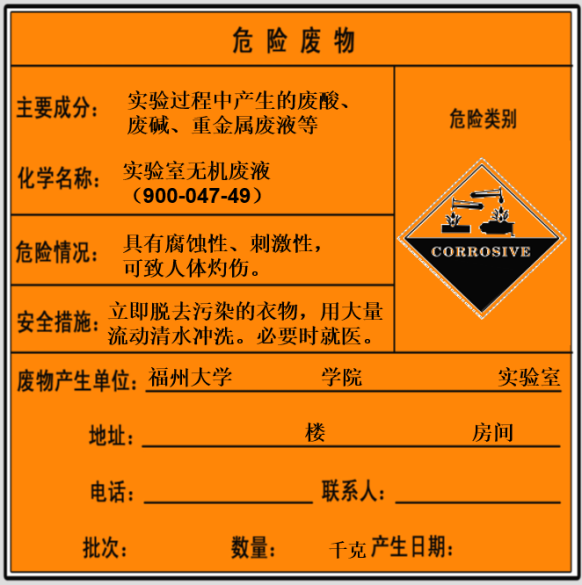 危险废物
主要成分：
实验过程中产生的废酸、
废碱、重金属废液等
危险类别
化学名称：
实验室无机废液
（900-047-49）
CORROSIVE
危险情况：
具有腐蚀性、刺激性，
可致人体灼伤。
安全措施：
立即脱去污染的衣物，用大量
流动清水冲洗。必要时就医。
废物产生单位：福州大学 学院 实验室
地址： 楼 房间
电话： 联系人：
批次： 数量： 千克 产生日期：